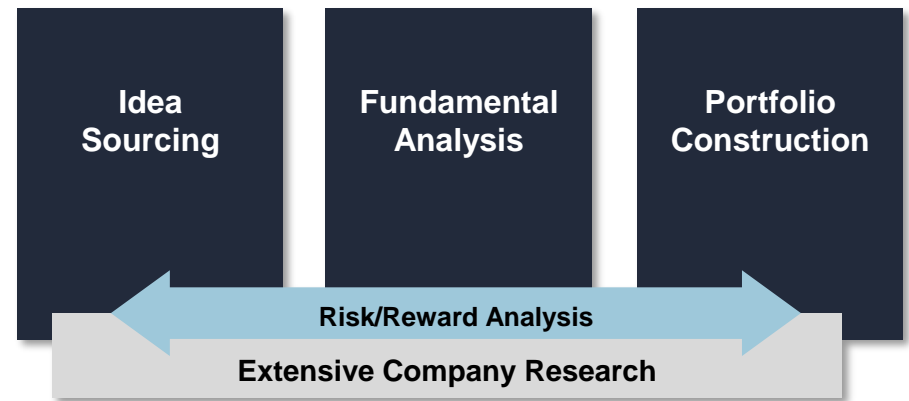 Idea
Sourcing
Fundamental
Analysis
Portfolio
Construction
Risk/Reward Analysis
Extensive Company Research